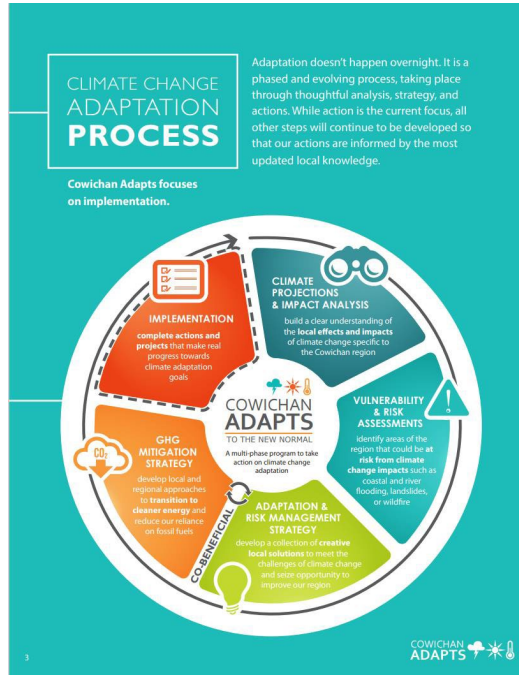 CLIMATE CHANGE
ADAPTATION
PROCESS
Adaptation doesn't happen overnight. It is a
phased and evolving process, taking place
through thoughtful analysis, strategy, and
actions. While action is the current focus, all
other steps will continue to be developed so
that our actions are informed by the most
updated local knowledge.
Cowichan Adapts focuses
on implementation.
CLIMATE
PROJECTIONS
& IMPACT ANALYSIS
build a clear understanding of
the local effects and impacts
of climate change specific to
the Cowichan region
VULNERABILITY
& RISK
ASSESSMENTS
identify areas of the
region that could be at
risk from climate
change impacts such as
coastal and river
flooding, landslides,
or wildfire
ADAPTATION &
RISK MANAGEMENT
STRATEGY
develop a collection of creative
local solutions to meet the
challenges of climate change
and seize opportunity to
improve our region
CO-BENEFICIAL
CO₂
GHG
MITIGATION
STRATEGY
develop local and
regional approaches
to transition to
cleaner energy and
reduce our reliance
on fossil fuels
IMPLEMENTATION
complete actions and
projects that make real
progress towards
climate adaptation
goals
COWICHAN
ADAPTS
TO THE NEW NORMAL
A multi-phase program to take
action on climate change
adaptation
3
COWICHAN
ADAPTS